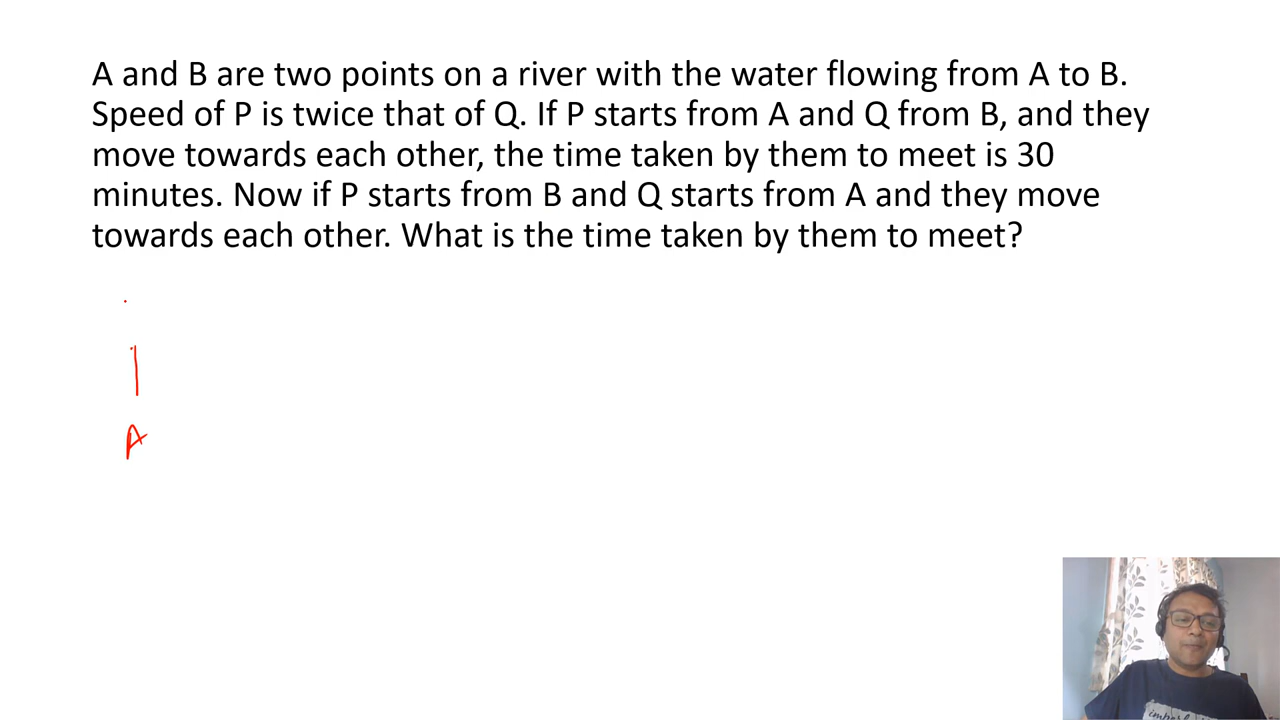 A and B are two points on a river with the water flowing from A to B.
Speed of P is twice that of Q. If P starts from A and Q from B, and they
move towards each other, the time taken by them to meet is 30
minutes. Now if P starts from B and Q starts from A and they move
towards each other. What is the time taken by them to meet?
A